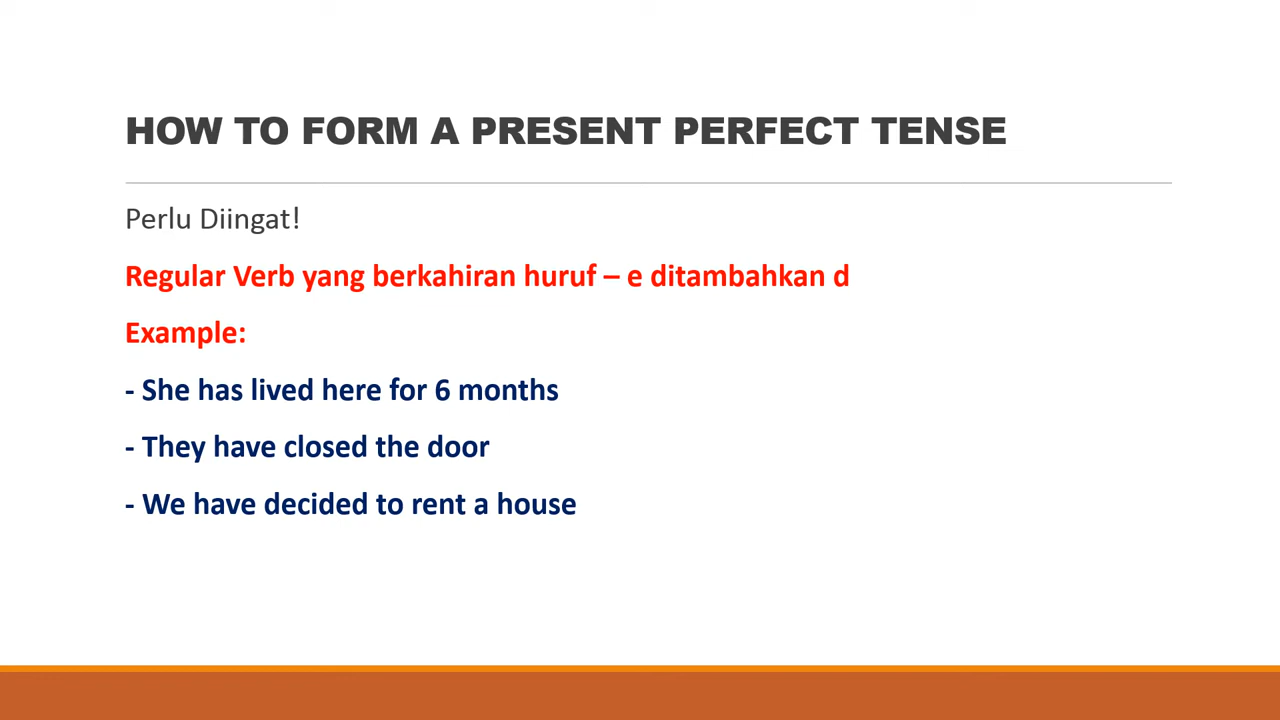 HOW TO FORM A PRESENT PERFECT TENSE
Perlu Diingat!
Regular Verb yang berkahiran huruf – e ditambahkan d
Example:
- She has lived here for 6 months
- They have closed the door
- We have decided to rent a house